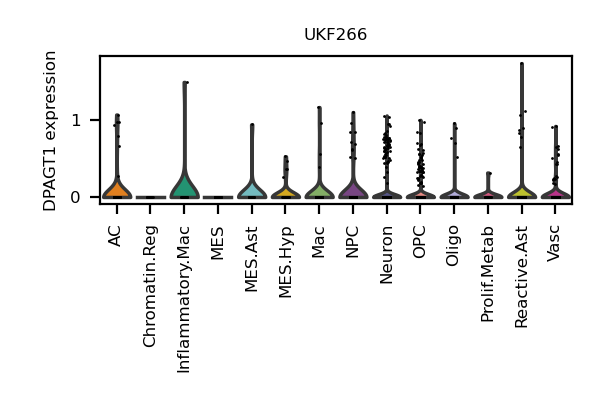 UKF266
DPAGT1 expression
1
0
AC
Chromatin.Reg
Inflammatory.Mac
MES
MES.Ast
MES.Hyp
Mac
NPC
Neuron
OPC
Oligo
Prolif.Metab
Reactive.Ast
Vasc